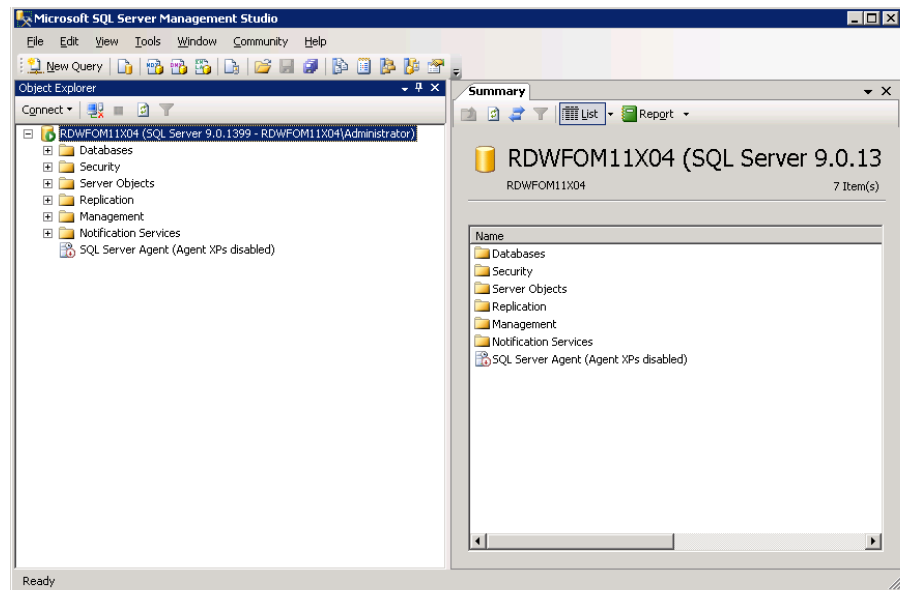 Microsoft SQL Server Management Studio
File Edit View Tools Window Community Help
New Query
Object Explorer
Connect
RDWFOM11X04 (SQL Server 9.0.1399 - RDWFOM11X04\Administrator)
Databases
Security
Server Objects
Replication
Management
Notification Services
SQL Server Agent (Agent XPs disabled)
Summary
List Report
RDWFOM11X04 (SQL Server 9.0.13
RDWFOM11X04 7 Item(s)
Name
Databases
Security
Server Objects
Replication
Management
Notification Services
SQL Server Agent (Agent XPs disabled)
Ready